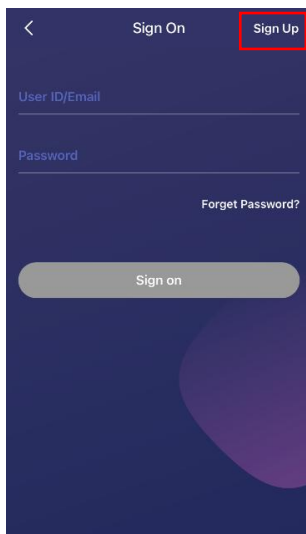 Sign On Sign Up
User ID/Email
Password
Forget Password?
Sign on